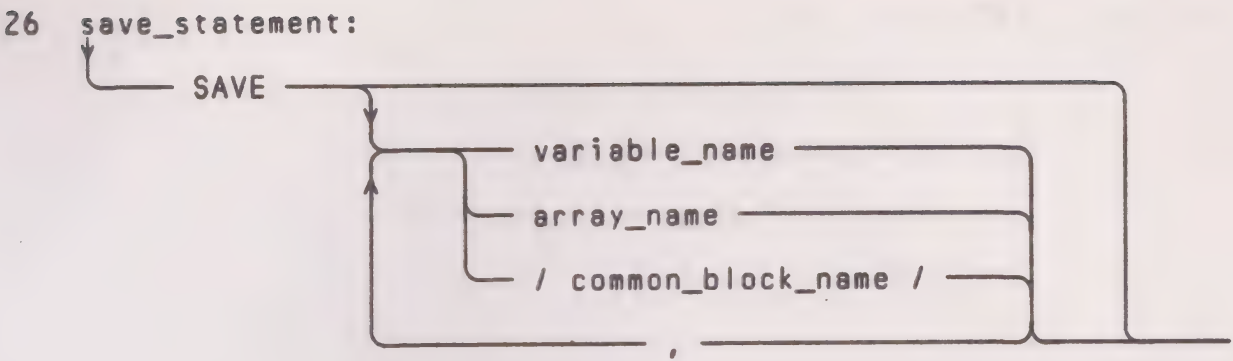 26 save_statement:
SAVE
variable_name
array_name
/ common_block_name /
,